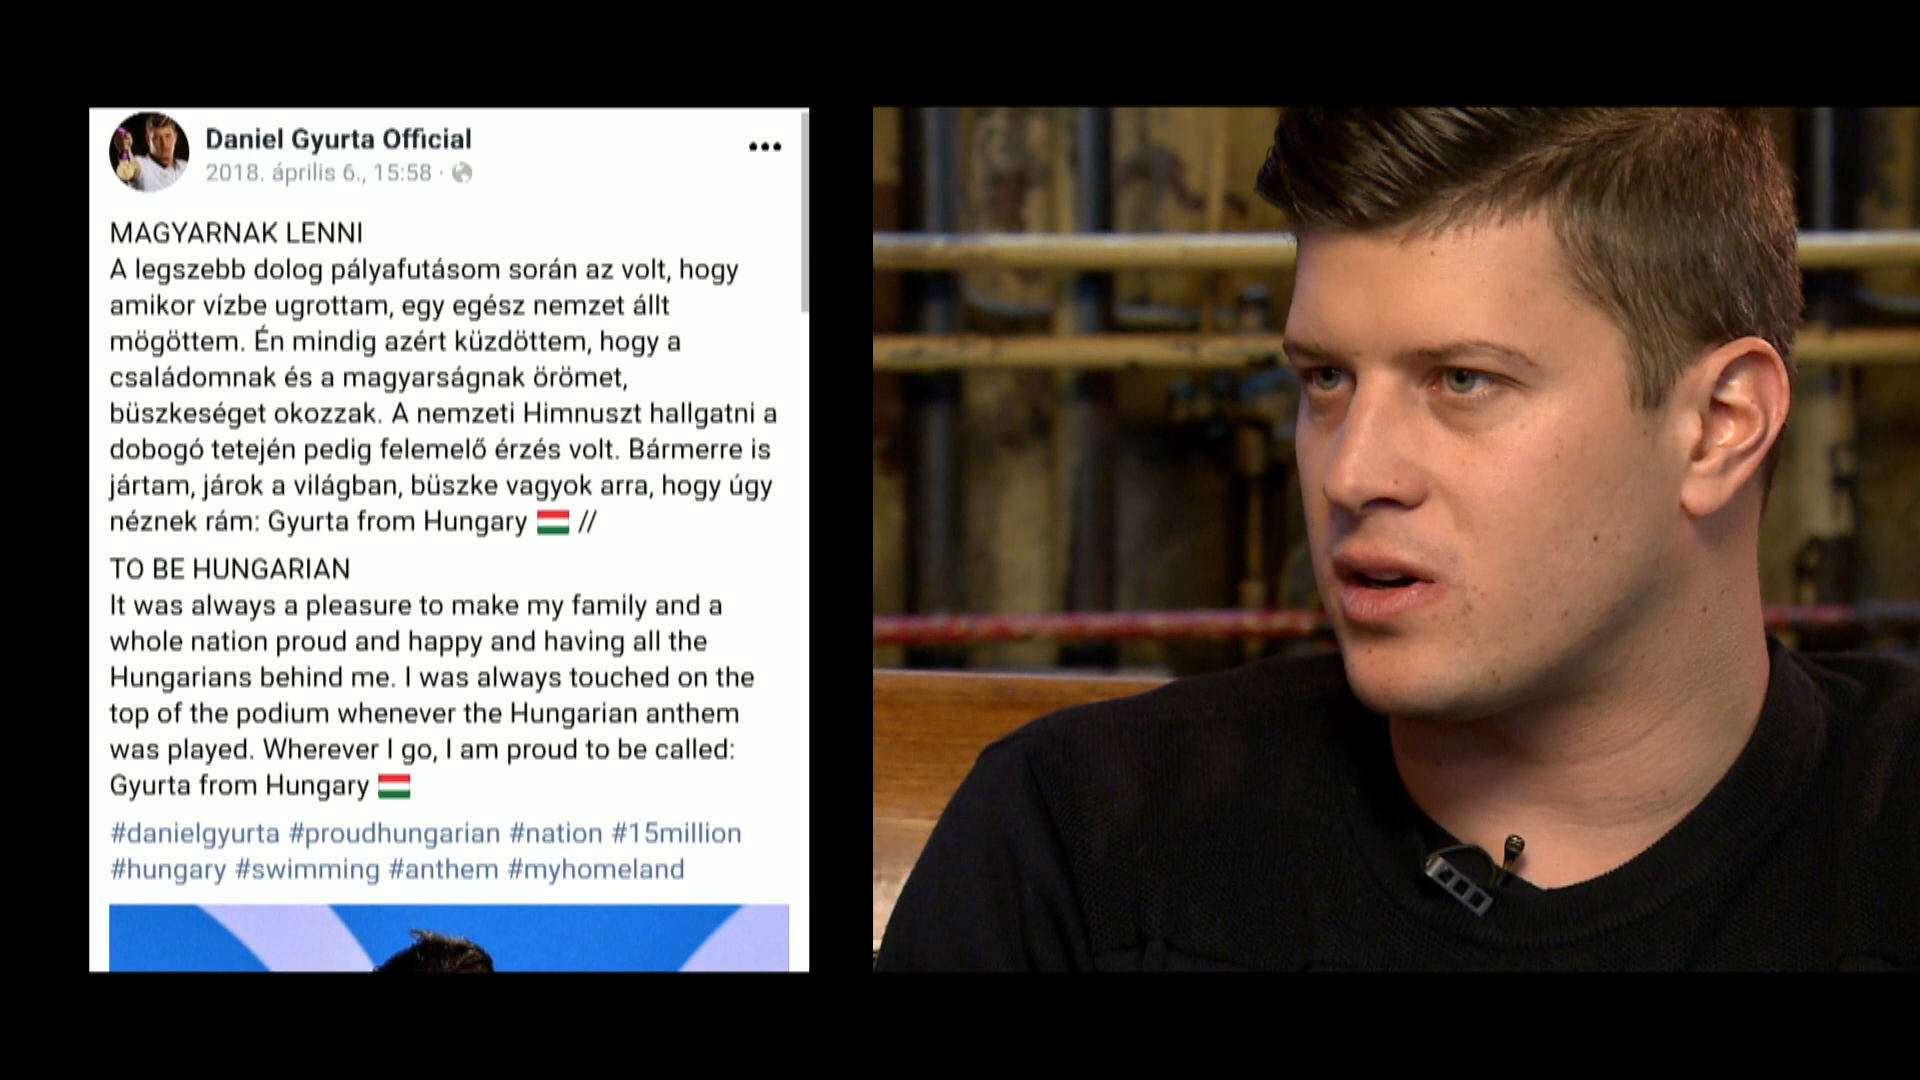 Daniel Gyurta Official
2018. április 6., 15:58 ·
MAGYARNAK LENNI
A legszebb dolog pályafutásom során az volt, hogy
amikor vízbe ugrottam, egy egész nemzet állt
mögöttem. Én mindig azért küzdöttem, hogy a
családomnak és a magyarságnak örömet,
büszkeséget okozzak. A nemzeti Himnuszt hallgatni a
dobogó tetején pedig felemelő érzés volt. Bármerre is
jártam, járok a világban, büszke vagyok arra, hogy úgy
néznek rám: Gyurta from Hungary 🇭🇺 //
TO BE HUNGARIAN
It was always a pleasure to make my family and a
whole nation proud and happy and having all the
Hungarians behind me. I was always touched on the
top of the podium whenever the Hungarian anthem
was played. Wherever I go, I am proud to be called:
Gyurta from Hungary 🇭🇺
#danielgyurta #proudhungarian #nation #15million
#hungary #swimming #anthem #myhomeland